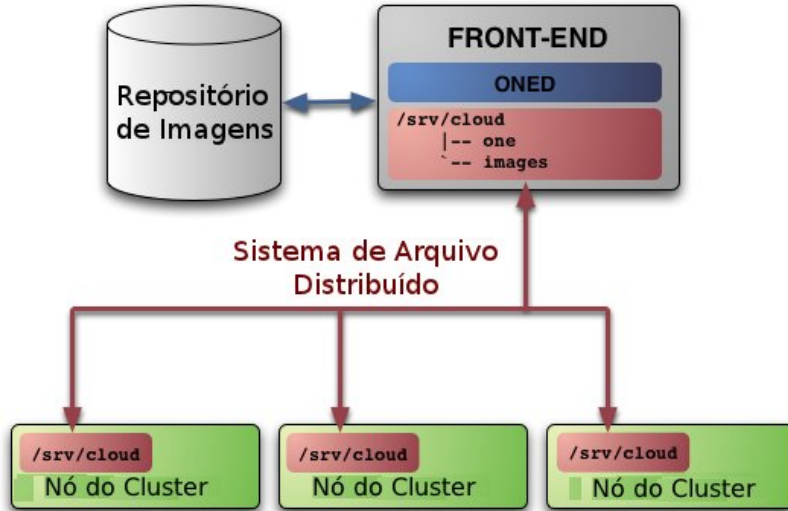 Repositório
de Imagens
FRONT-END
ONED
/srv/cloud
|-- one
`-- images
Sistema de Arquivo
Distribuído
/srv/cloud
Nó do Cluster
/srv/cloud
Nó do Cluster
/srv/cloud
Nó do Cluster